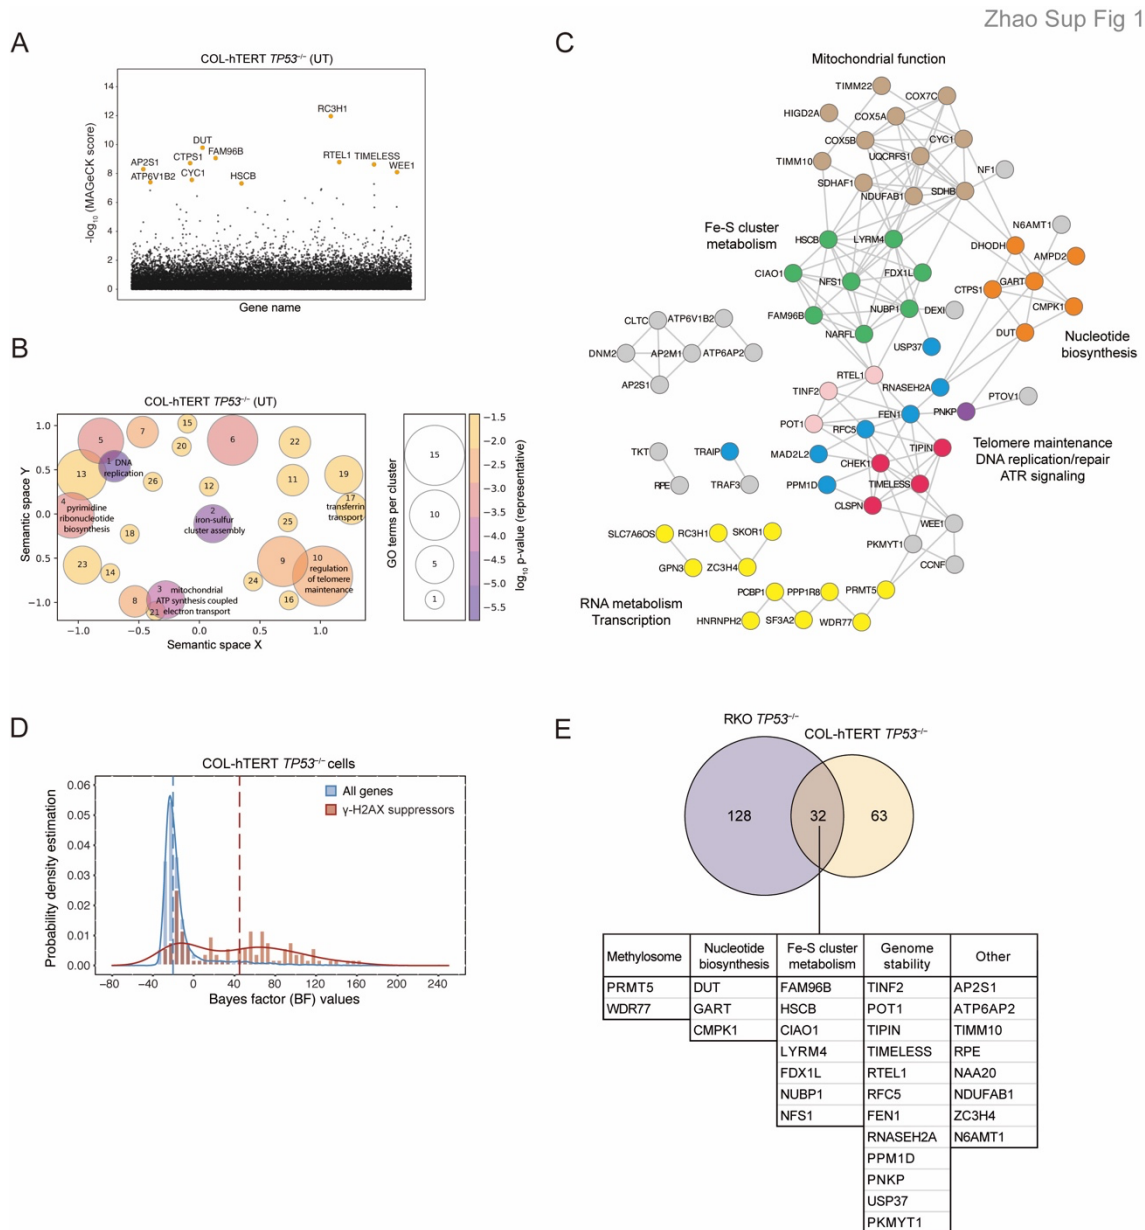 Zhao Sup Fig 1
A
COL-hTERT TP53–/– (UT)
-log10 (MAGeCK score)
14
12
10
8
6
4
2
0
RC3H1
DUT
FAM96B
CTPS1
AP2S1
ATP6V1B2
CYC1
HSCB
RTEL1
TIMELESS
WEE1
Gene name
B
COL-hTERT TP53–/– (UT)
Semantic space Y
1.0
0.5
0.0
−0.5
−1.0
15
7
5
20
6
22
1 DNA
replication
13
26
12
11
19
17
transferrin
transport
4
pyrimidine
ribonucleotide
biosynthesis
2
iron-sulfur
cluster assembly
18
25
23
14
9
10
regulation
of telomere
maintenance
24
3
mitochondrial
ATP synthesis coupled
electron transport
8
21
16
−1.0
−0.5
0.0
0.5
1.0
Semantic space X
GO terms per cluster
15
10
5
1
−1.5
−2.0
−2.5
−3.0
−3.5
−4.0
−4.5
−5.0
−5.5
log10 p-value (representative)
C
Mitochondrial function
TIMM22
COX7C
HIGD2A
COX5A
COX5B
CYC1
TIMM10
UQCRFS1
NF1
SDHAF1
NDUFAB1
SDHB
Fe-S cluster
metabolism
N6AMT1
HSCB
LYRM4
DHODH
AMPD2
CIAO1
NFS1
FDX1L
GART
CTPS1
CMPK1
FAM96B
NUBP1
DEXI
NARFL
DUT
Nucleotide
biosynthesis
CLTC
ATP6V1B2
DNM2
AP2M1
ATP6AP2
AP2S1
USP37
RTEL1
TINF2
RNASEH2A
PTOV1
FEN1
PNKP
POT1
RFC5
TIPIN
Telomere maintenance
DNA replication/repair
ATR signaling
TKT
TRAIP
MAD2L2
CHEK1
RPE
TRAF3
PPM1D
TIMELESS
CLSPN
WEE1
SLC7A6OS
RC3H1
SKOR1
PKMYT1
GPN3
ZC3H4
CCNF
RNA metabolism
Transcription
PCBP1
PPP1R8
PRMT5
HNRNPH2
SF3A2
WDR77
D
COL-hTERT TP53–/– cells
Probability density estimation
0.06
0.05
0.04
0.03
0.02
0.01
0.00
All genes
γ-H2AX suppressors
−80
−40
0
40
80
120
160
200
240
Bayes factor (BF) values
E
RKO TP53–/–
COL-hTERT TP53–/–
128
32
63
Methylosome
PRMT5
WDR77
Nucleotide
biosynthesis
DUT
GART
CMPK1
Fe-S cluster
metabolism
FAM96B
HSCB
CIAO1
LYRM4
FDX1L
NUBP1
NFS1
Genome
stability
TINF2
POT1
TIPIN
TIMELESS
RTEL1
RFC5
FEN1
RNASEH2A
PPM1D
PNKP
USP37
PKMYT1
Other
AP2S1
ATP6AP2
TIMM10
RPE
NAA20
NDUFAB1
ZC3H4
N6AMT1